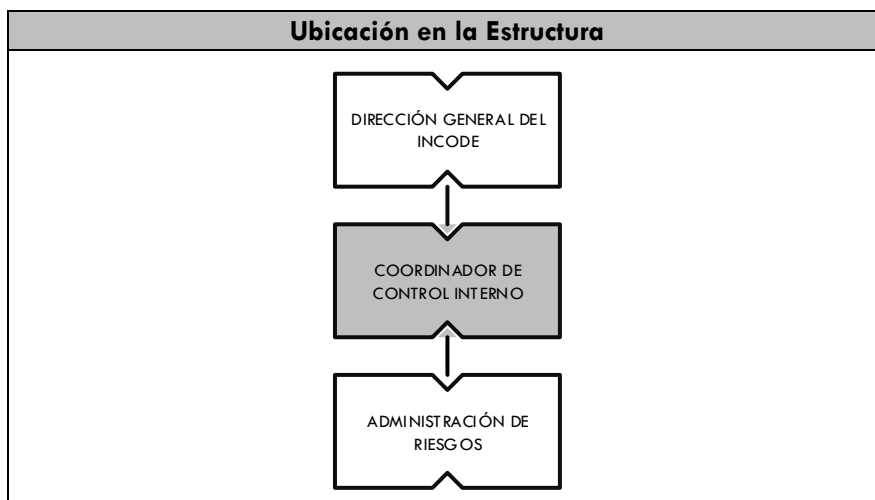 Ubicación en la Estructura
DIRECCIÓN GENERAL DEL
INCODE
COORDINADOR DE
CONTROL INTERNO
ADMINISTRACIÓN DE
RIESGOS